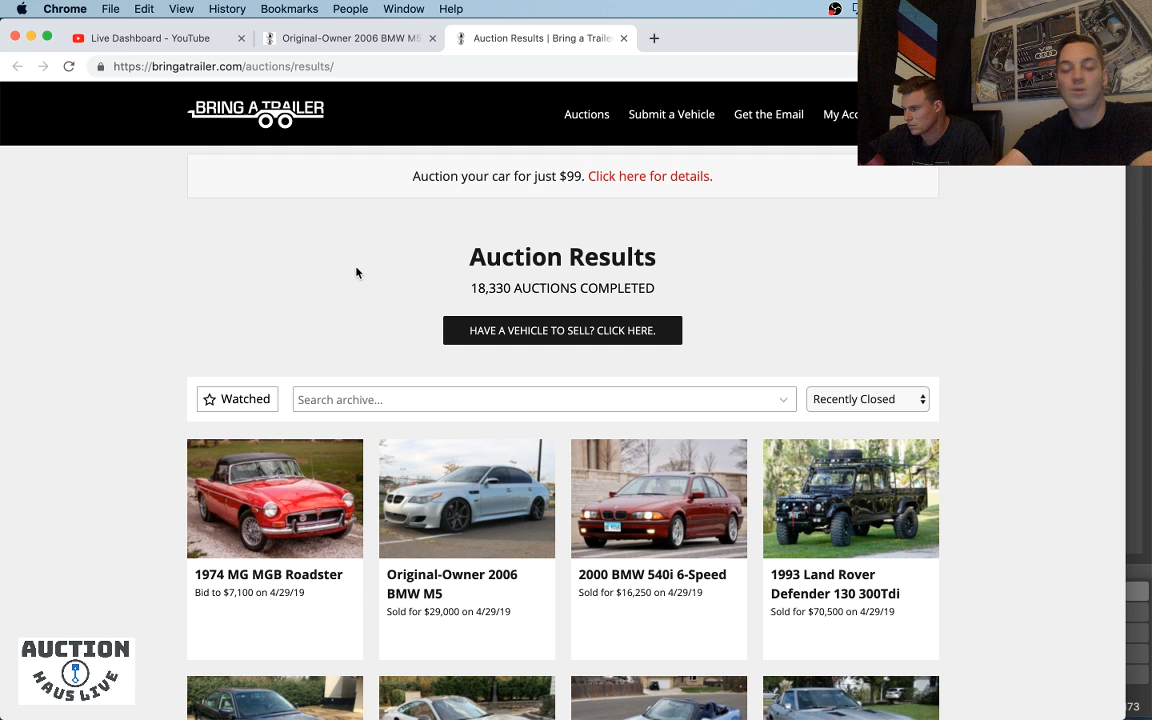 Chrome File Edit View History Bookmarks People Window Help
Live Dashboard - YouTube
Original-Owner 2006 BMW M5
Auction Results | Bring a Traile
https://bringatrailer.com/auctions/results/
BRING A TRAILER
Auctions Submit a Vehicle Get the Email My Acc
Auction your car for just $99. Click here for details.
Auction Results
18,330 AUCTIONS COMPLETED
HAVE A VEHICLE TO SELL? CLICK HERE.
Watched
Search archive...
Recently Closed
1974 MG MGB Roadster
Bid to $7,100 on 4/29/19
Original-Owner 2006
BMW M5
Sold for $29,000 on 4/29/19
2000 BMW 540i 6-Speed
Sold for $16,250 on 4/29/19
1993 Land Rover
Defender 130 300Tdi
Sold for $70,500 on 4/29/19
AUCTION
HAUS LIVE
:73